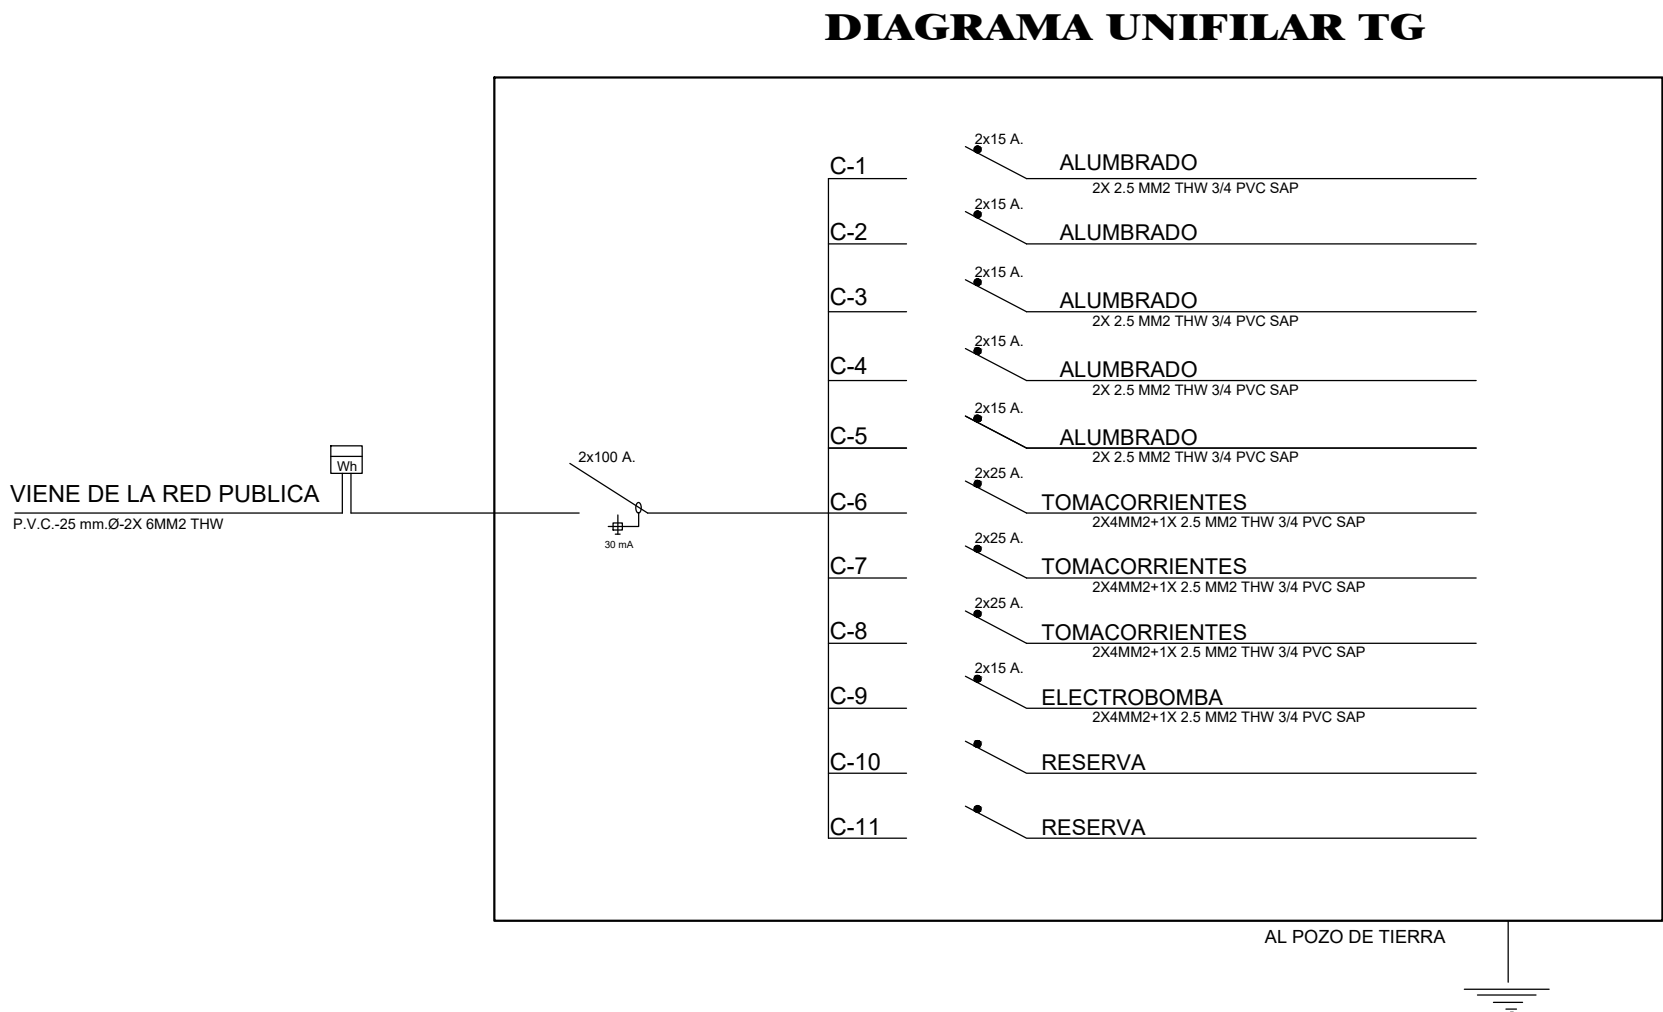 DIAGRAMA UNIFILAR TG
2x15 A.
C-1
ALUMBRADO
2X 2.5 MM2 THW 3/4 PVC SAP
2x15 A.
C-2
ALUMBRADO
2x15 A.
C-3
ALUMBRADO
2X 2.5 MM2 THW 3/4 PVC SAP
2x15 A.
C-4
ALUMBRADO
2X 2.5 MM2 THW 3/4 PVC SAP
2x15 A.
C-5
ALUMBRADO
2X 2.5 MM2 THW 3/4 PVC SAP
Wh
2x100 A.
VIENE DE LA RED PUBLICA
P.V.C.-25 mm.Ø-2X 6MM2 THW
30 mA
2x25 A.
C-6
TOMACORRIENTES
2X4MM2+1X 2.5 MM2 THW 3/4 PVC SAP
2x25 A.
C-7
TOMACORRIENTES
2X4MM2+1X 2.5 MM2 THW 3/4 PVC SAP
2x25 A.
C-8
TOMACORRIENTES
2X4MM2+1X 2.5 MM2 THW 3/4 PVC SAP
2x15 A.
C-9
ELECTROBOMBA
2X4MM2+1X 2.5 MM2 THW 3/4 PVC SAP
C-10
RESERVA
C-11
RESERVA
AL POZO DE TIERRA